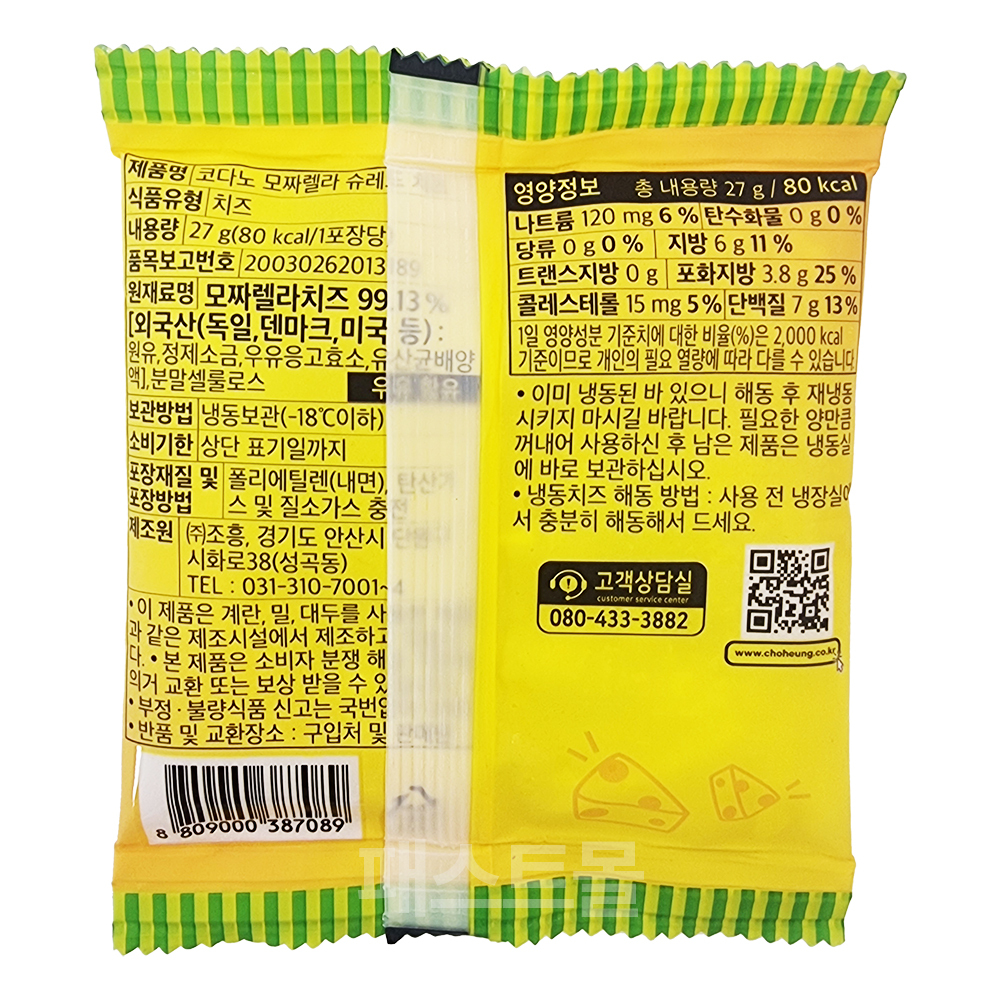 제품명 코다노 모짜렐라 슈레드 치즈
식품유형 치즈
내용량 27 g(80 kcal/1포장당)
품목보고번호 20030262013189
원재료명 모짜렐라치즈 99.13 %
[외국산(독일,덴마크,미국 등) :
원유,정제소금,우유응고효소,유산균배양
액],분말셀룰로스
우유 함유
보관방법 냉동보관(-18℃이하)
소비기한 상단 표기일까지
포장재질 및 포장방법 폴리에틸렌(내면), 탄산가
스 및 질소가스 충전
제조원 ㈜조흥, 경기도 안산시 단원구
시화로38(성곡동)
TEL : 031-310-7001~4
• 이 제품은 계란, 밀, 대두를 사
과 같은 제조시설에서 제조하고
다. • 본 제품은 소비자 분쟁 해
의거 교환 또는 보상 받을 수 있
• 부정 · 불량식품 신고는 국번없
• 반품 및 교환장소 : 구입처 및
8 809000 387089
영양정보 총 내용량 27 g / 80 kcal
나트륨 120 mg 6 % 탄수화물 0 g 0 %
당류 0 g 0 % 지방 6 g 11 %
트랜스지방 0 g 포화지방 3.8 g 25 %
콜레스테롤 15 mg 5 % 단백질 7 g 13 %
1일 영양성분 기준치에 대한 비율(%)은 2,000 kcal
기준이므로 개인의 필요 열량에 따라 다를 수 있습니다
• 이미 냉동된 바 있으니 해동 후 재냉동
시키지 마시길 바랍니다. 필요한 양만큼
꺼내어 사용하신 후 남은 제품은 냉동실
에 바로 보관하십시오.
• 냉동치즈 해동 방법 : 사용 전 냉장실에
서 충분히 해동해서 드세요.
고객상담실
customer service center
080-433-3882
www.choheung.co.kr
패스트몰